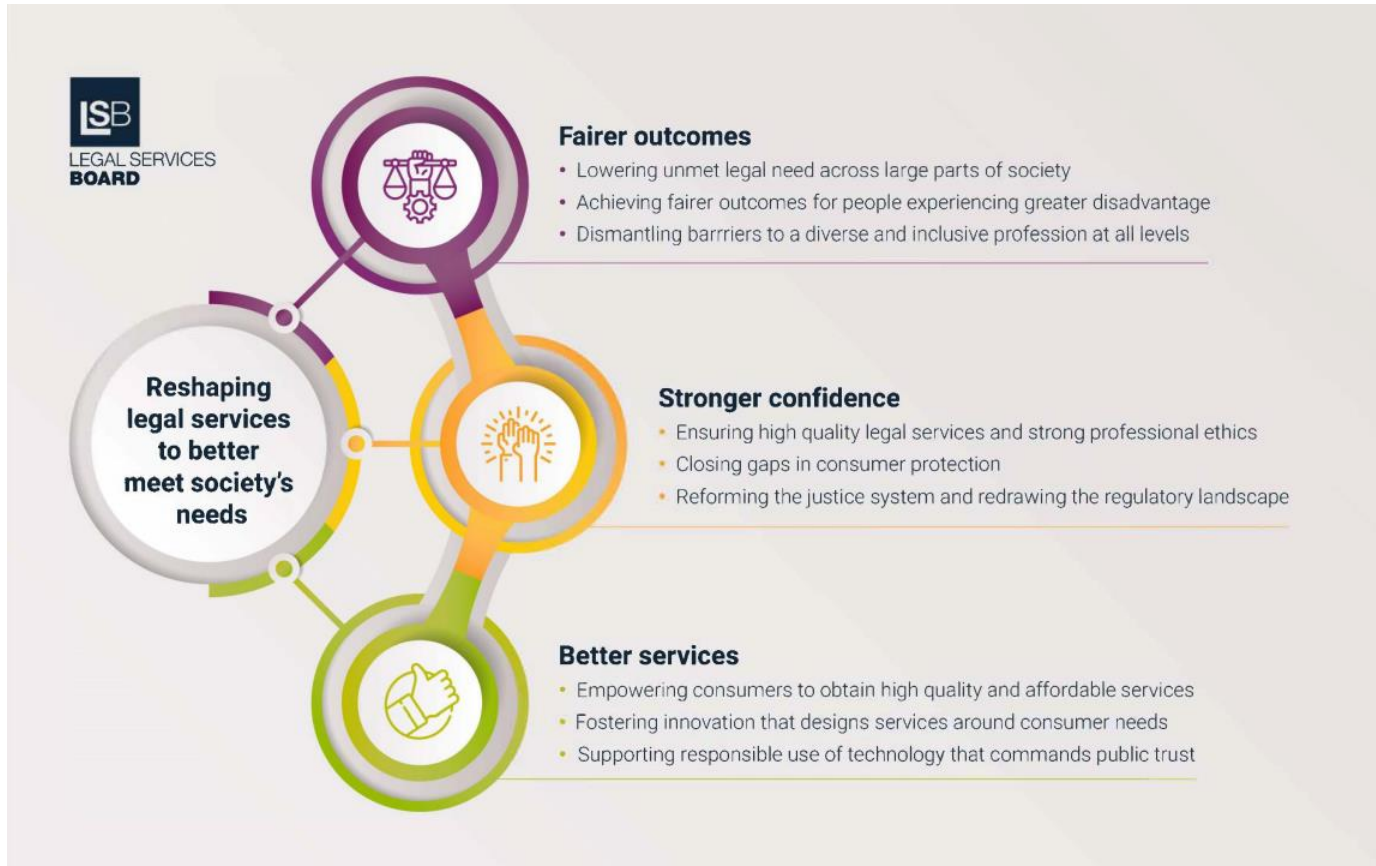 LSB
LEGAL SERVICES
BOARD
Fairer outcomes
• Lowering unmet legal need across large parts of society
• Achieving fairer outcomes for people experiencing greater disadvantage
• Dismantling barrriers to a diverse and inclusive profession at all levels
Reshaping
legal services
to better
meet society's
needs
Stronger confidence
• Ensuring high quality legal services and strong professional ethics
• Closing gaps in consumer protection
• Reforming the justice system and redrawing the regulatory landscape
Better services
• Empowering consumers to obtain high quality and affordable services
• Fostering innovation that designs services around consumer needs
• Supporting responsible use of technology that commands public trust